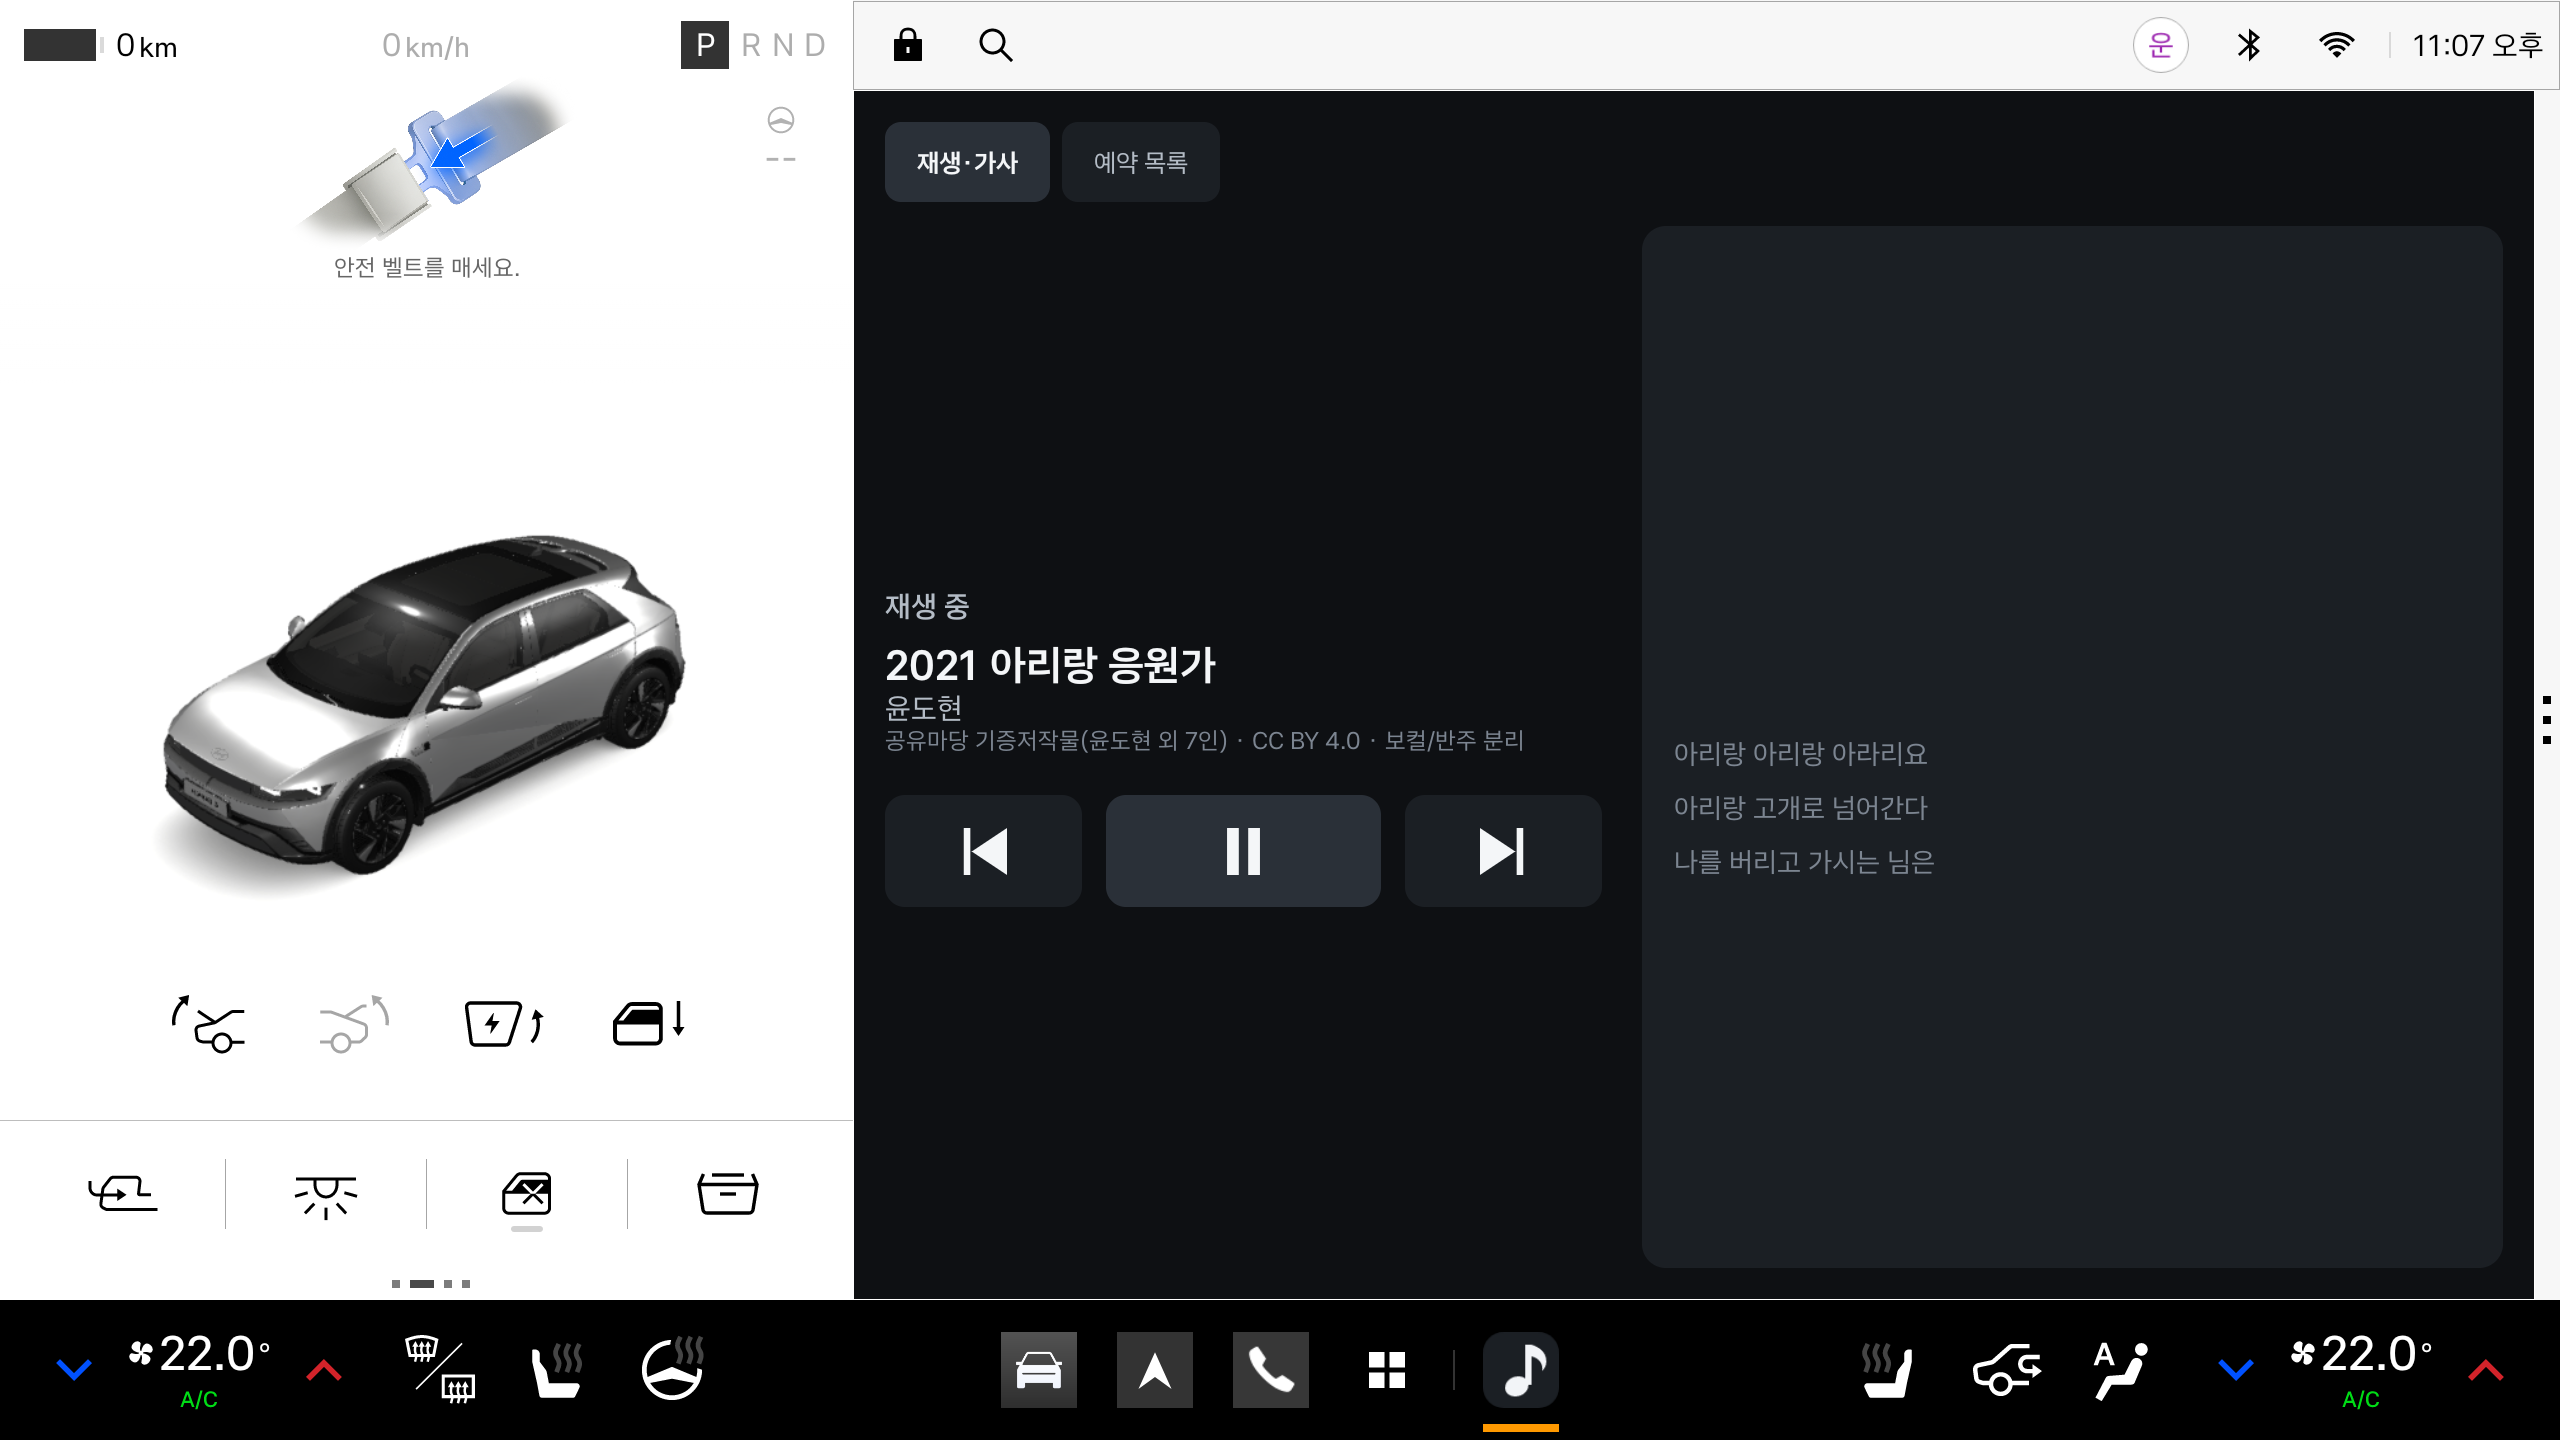 0 km
0 km/h
P R N D
운
11:07 오후
안전 벨트를 매세요.
재생·가사
예약 목록
재생 중
2021 아리랑 응원가
윤도현
공유마당 기증저작물(윤도현 외 7인) · CC BY 4.0 · 보컬/반주 분리
아리랑 아리랑 아라리요
아리랑 고개로 넘어간다
나를 버리고 가시는 님은
22.0°
A/C
A
22.0°
A/C